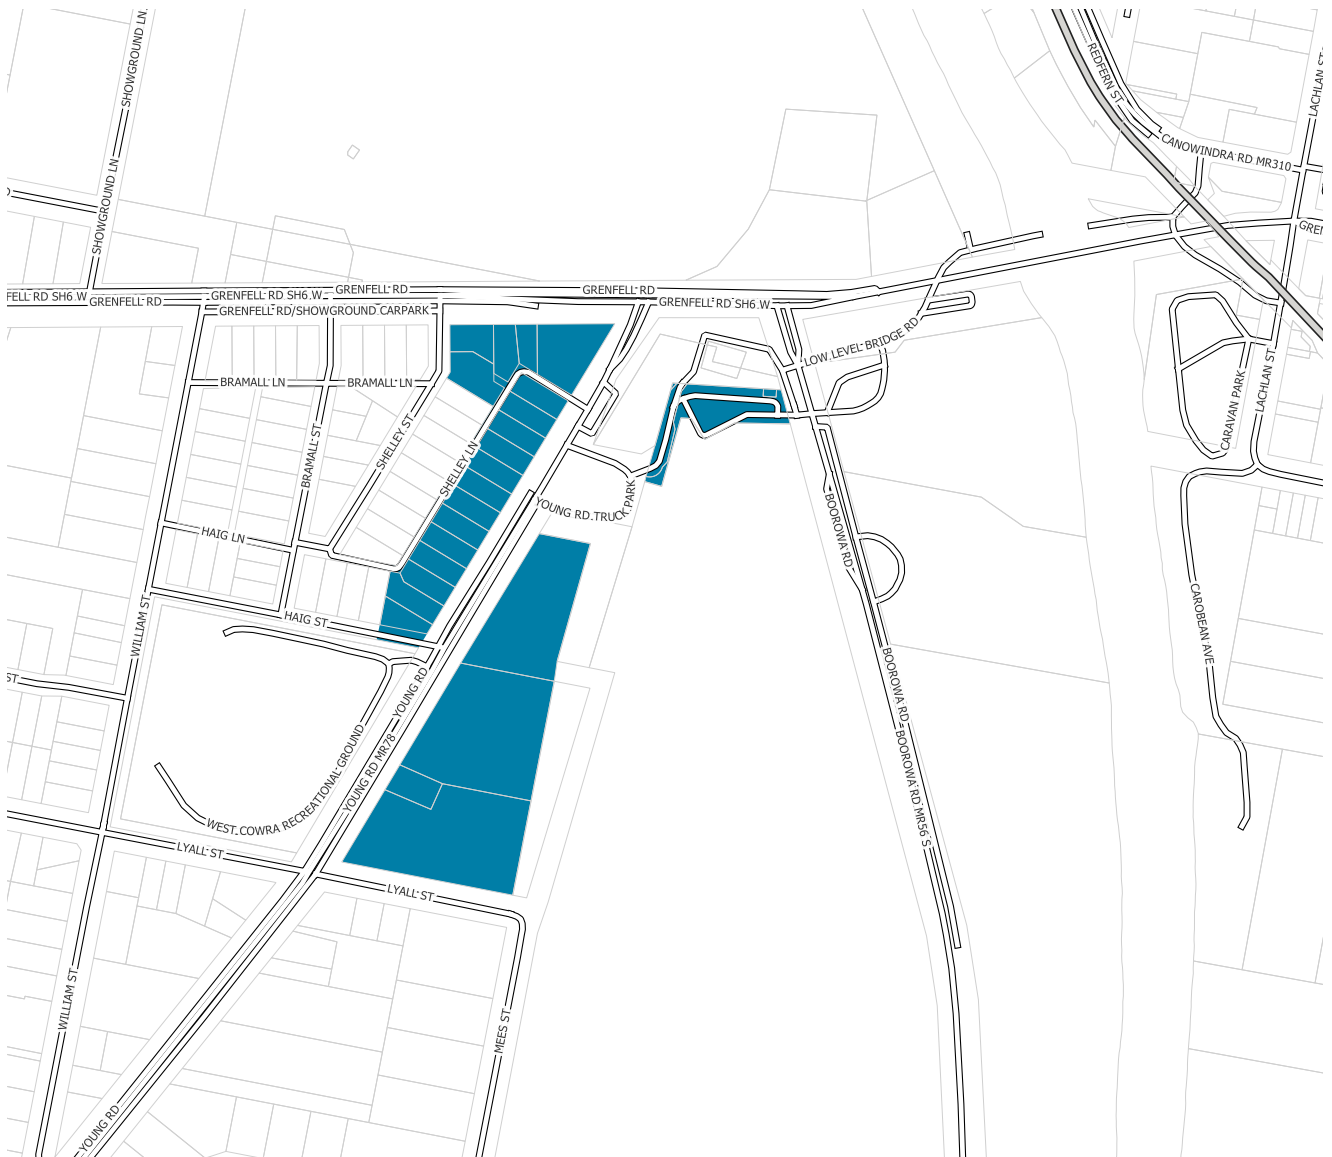 SHOWGROUND LN
REDFERN ST
LACHLAN ST
CANOWINDRA RD MR310
SHOWGROUND LN
GRENFELL RD SH6 W
GRENFELL RD
GRENFELL RD SH6 W
GRENFELL RD
GRENFELL RD
GRENFELL RD SH6 W
GRENFELL RD/SHOWGROUND CARPARK
LOW LEVEL BRIDGE RD
BRAMALL LN
BRAMALL LN
SHELLEY ST
SHELLEY LN
BRAMALL ST
CARAVAN PARK
LACHLAN ST
YOUNG RD TRUCK PARK
BOOROWA RD
HAIG LN
HAIG ST
WILLIAM ST
CAROBEAN AVE
ST
YOUNG RD
YOUNG RD MR78
WEST COWRA RECREATIONAL GROUND
BOOROWA RD
BOOROWA RD MR56 S
LYALL ST
LYALL ST
WILLIAM ST
MEES ST
YOUNG RD